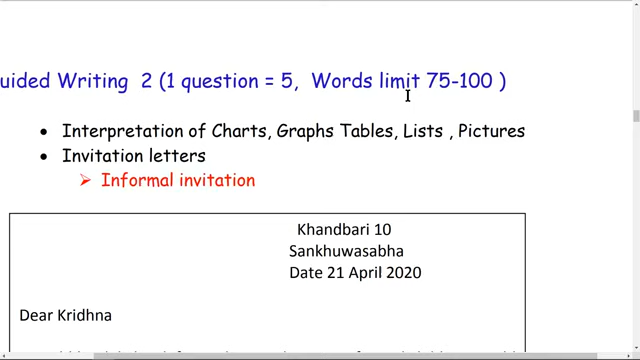 uided Writing 2 (1 question = 5, Words limit 75-100 )
• Interpretation of Charts, Graphs Tables, Lists , Pictures
• Invitation letters
➢ Informal invitation
Khandbari 10
Sankhuwasabha
Date 21 April 2020
Dear Kridhna